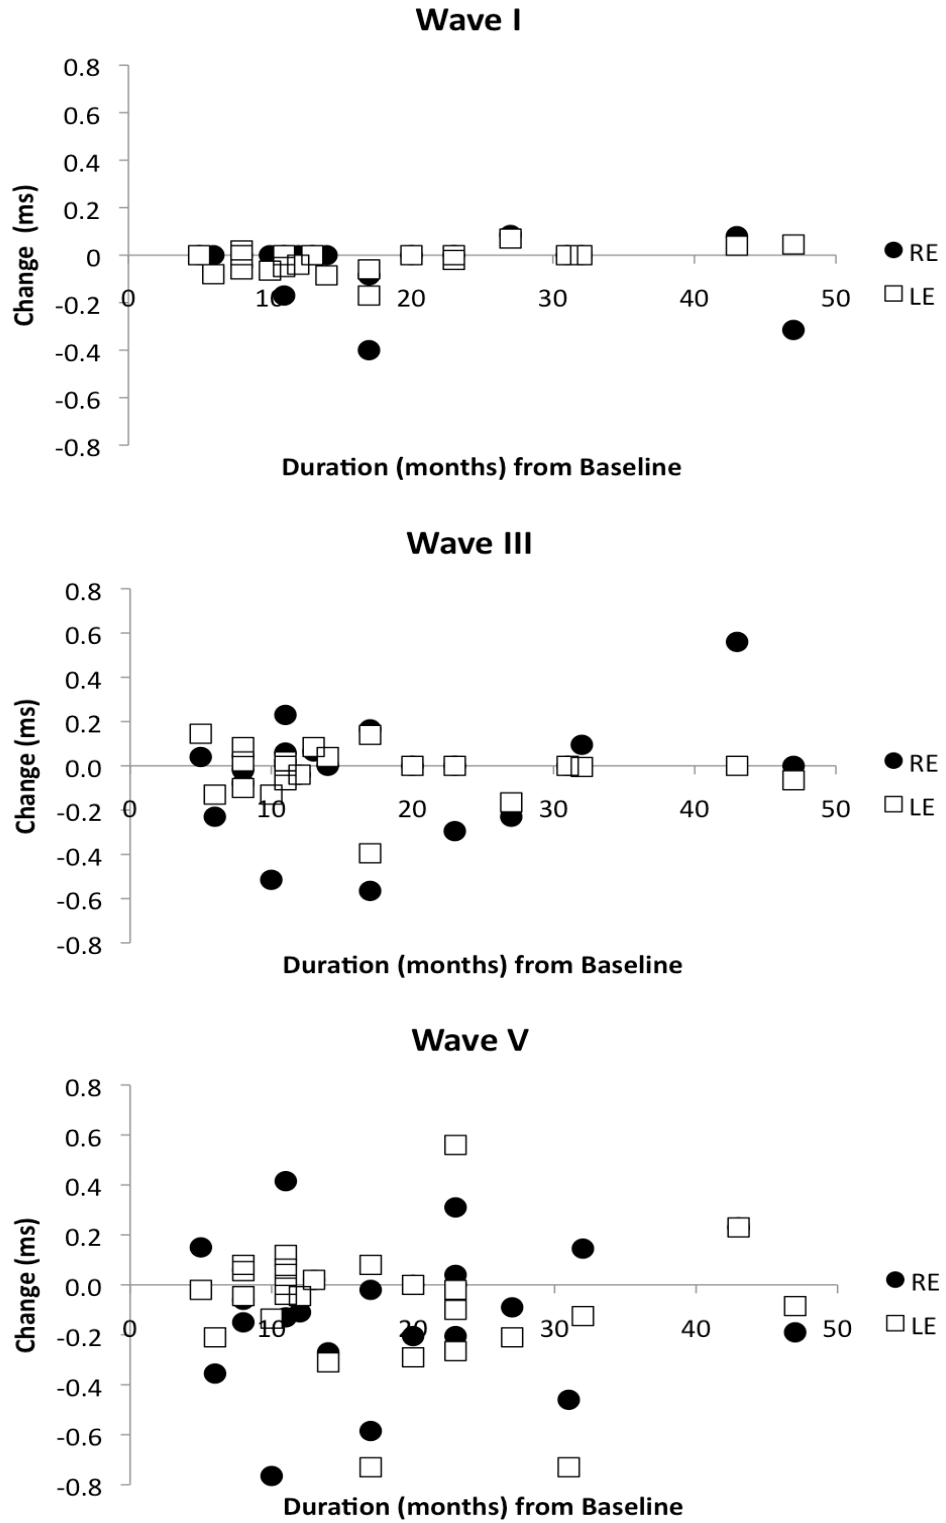 Wave I
0.8
0.6
0.4
0.2
0
-0.2
-0.4
-0.6
-0.8
0 10 20 30 40 50
Change (ms)
Duration (months) from Baseline
RE
LE
Wave III
0.8
0.6
0.4
0.2
0.0
-0.2
-0.4
-0.6
-0.8
0 10 20 30 40 50
Change (ms)
Duration (months) from Baseline
RE
LE
Wave V
0.8
0.6
0.4
0.2
0.0
-0.2
-0.4
-0.6
-0.8
0 10 20 30 40 50
Change (ms)
Duration (months) from Baseline
RE
LE